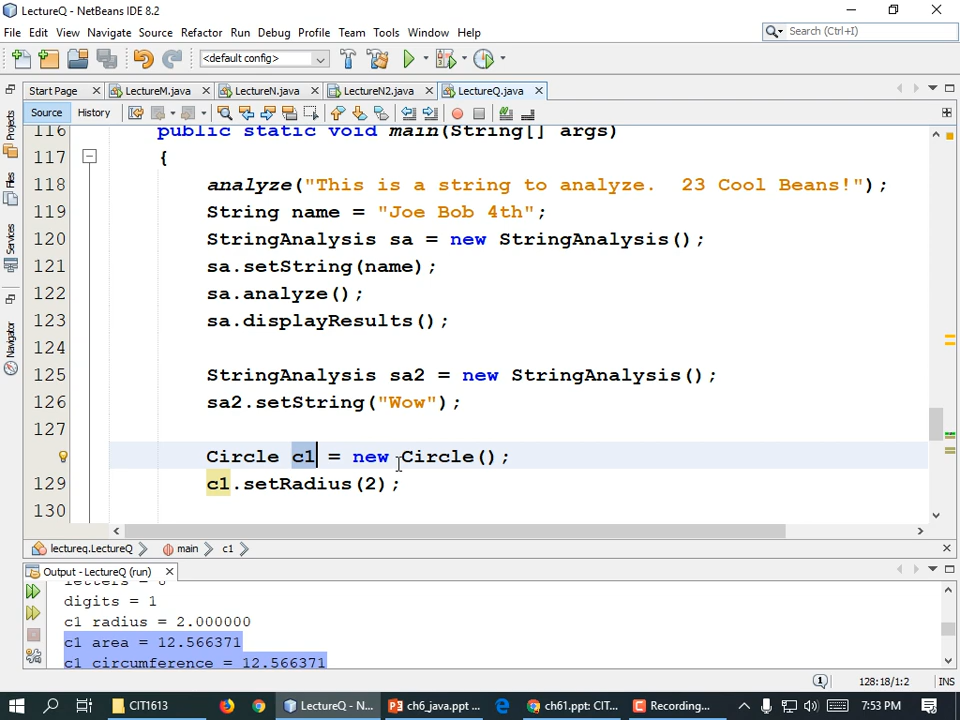 LectureQ - NetBeans IDE 8.2
File Edit View Navigate Source Refactor Run Debug Profile Team Tools Window Help
Search (Ctrl+I)
<default config>
Start Page LectureM.java LectureN.java LectureN2.java LectureQ.java
Source History
Projects
Files
Services
Navigator
116 public static void main(String[] args)
117 {
118 analyze("This is a string to analyze.  23 Cool Beans!");
119 String name = "Joe Bob 4th";
120 StringAnalysis sa = new StringAnalysis();
121 sa.setString(name);
122 sa.analyze();
123 sa.displayResults();
124
125 StringAnalysis sa2 = new StringAnalysis();
126 sa2.setString("Wow");
127
Circle c1 = new Circle();
129 c1.setRadius(2);
130
lectureq.LectureQ main c1
Output - LectureQ (run)
letters = 6
digits = 1
c1 radius = 2.000000
c1 area = 12.566371
c1 circumference = 12.566371
1 128:18/1:2 INS
CIT1613 LectureQ - N... ch6_java.ppt ... ch61.ppt: CIT... Recording... 7:53 PM